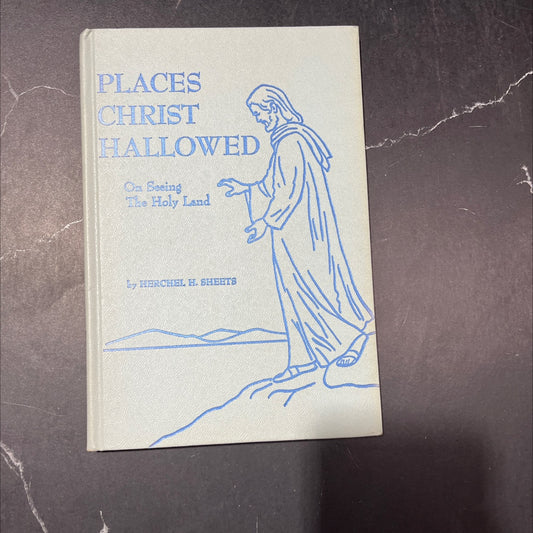 PLACES
CHRIST
HALLOWED
On Seeing
The Holy Land
by HERCHEL H. SHEETS